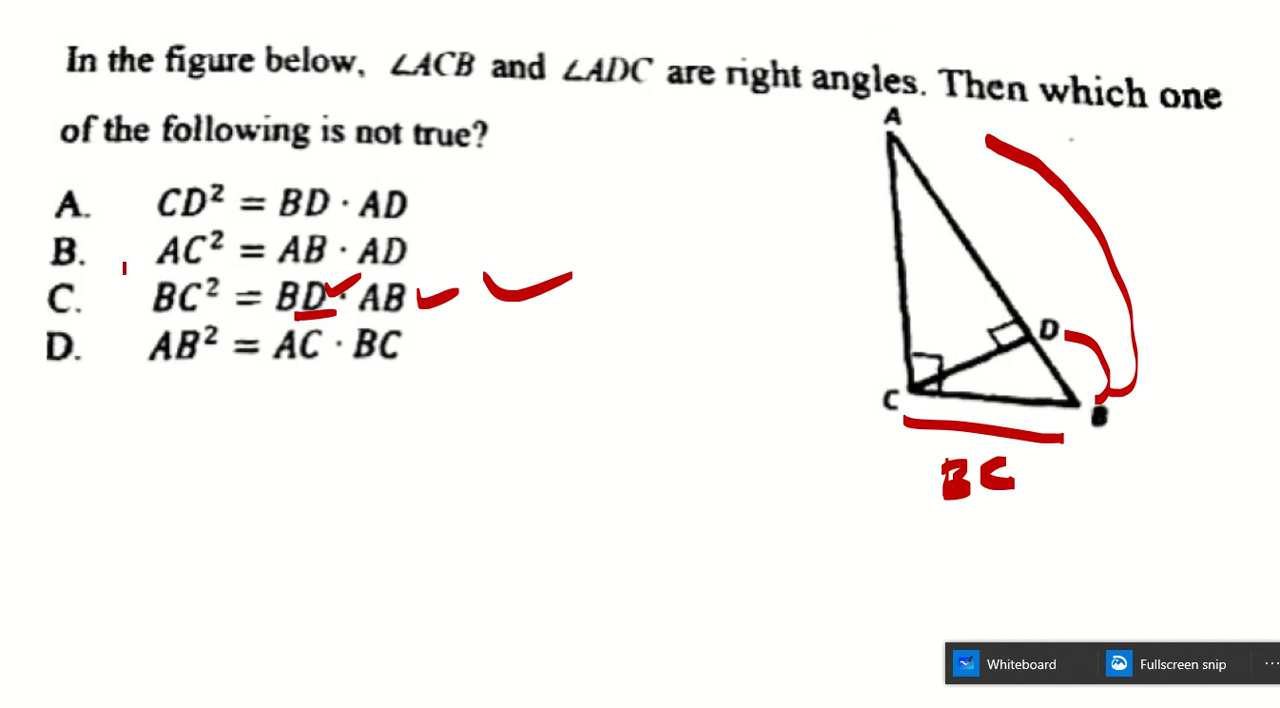 In the figure below, ∠ACB and ∠ADC are right angles. Then which one
of the following is not true?
A. CD² = BD · AD
B. AC² = AB · AD
C. BC² = BD · AB
D. AB² = AC · BC
A
D
C
B
BC
Whiteboard
Fullscreen snip